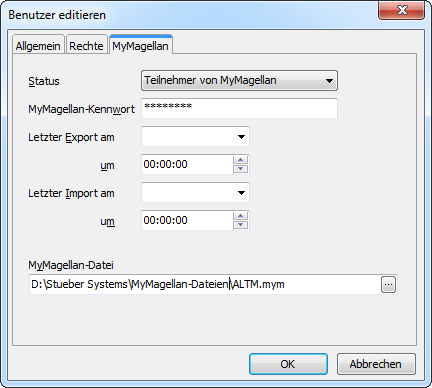 Benutzer editieren
Allgemein Rechte MyMagellan
Status Teilnehmer von MyMagellan
MyMagellan-Kennwort ********
Letzter Export am
um 00:00:00
Letzter Import am
um 00:00:00
MyMagellan-Datei
D:\Stueber Systems\MyMagellan-Dateien\ALTM.mym ...
OK Abbrechen